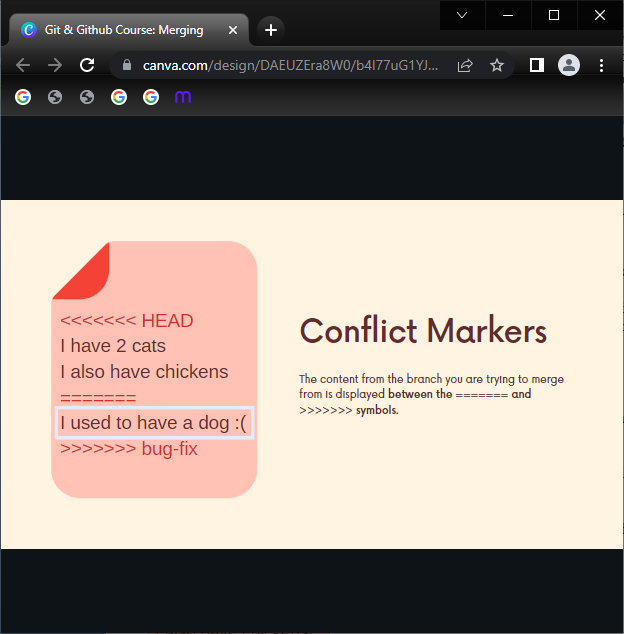 Git & Github Course: Merging
canva.com/design/DAEUZEra8W0/b4I77uG1YJ...
<<<<<<< HEAD
I have 2 cats
I also have chickens
=======
I used to have a dog :(
>>>>>>> bug-fix
Conflict Markers
The content from the branch you are trying to merge
from is displayed between the ======= and
>>>>>>> symbols.